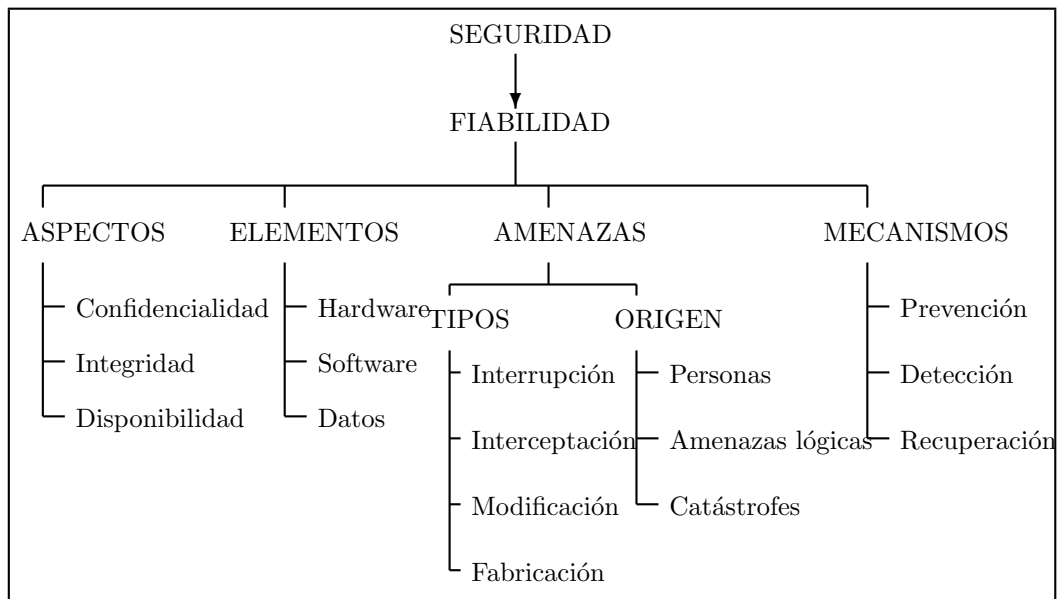 SEGURIDAD
FIABILIDAD
ASPECTOS
ELEMENTOS
AMENAZAS
MECANISMOS
Confidencialidad
Integridad
Disponibilidad
Hardware
Software
Datos
TIPOS
Interrupción
Interceptación
Modificación
Fabricación
ORIGEN
Personas
Amenazas lógicas
Catástrofes
Prevención
Detección
Recuperación